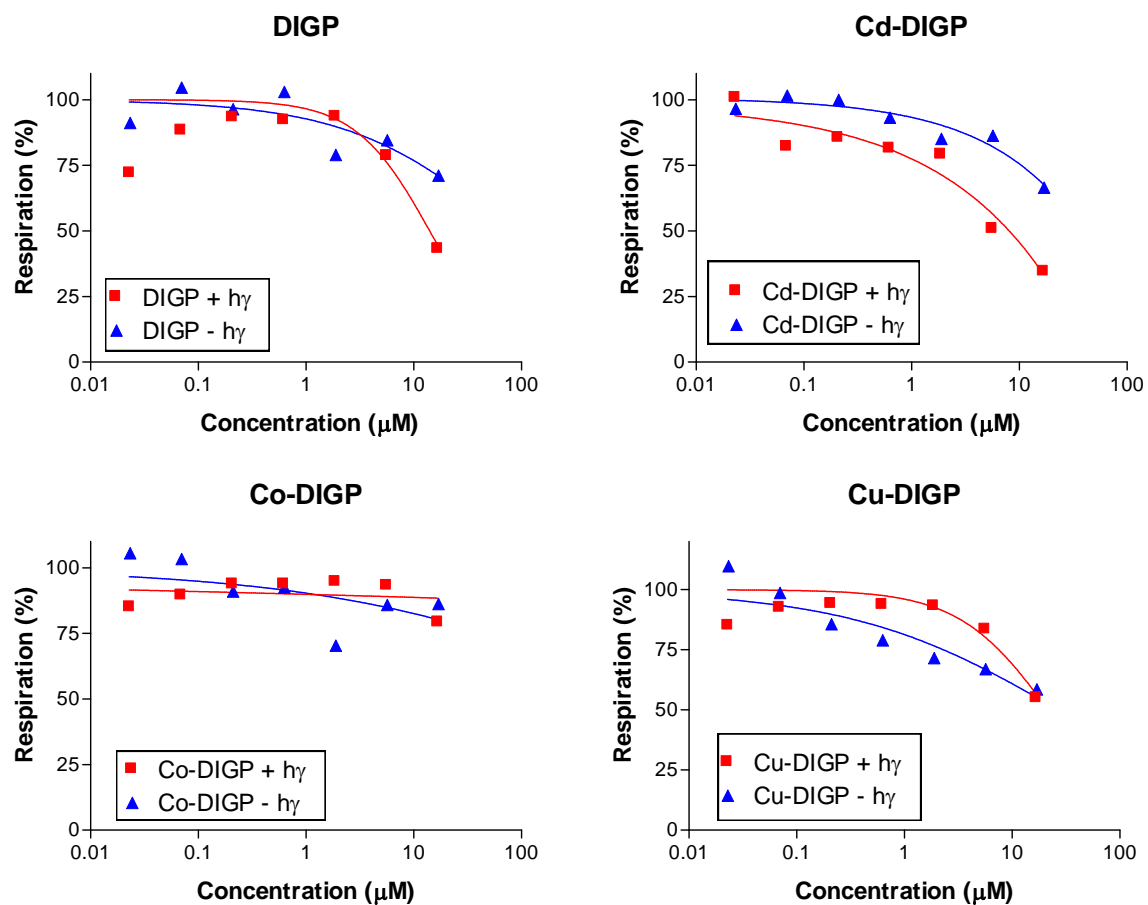 DIGP
Respiration (%)
100
75
50
25
0
DIGP + hγ
DIGP - hγ
0.01 0.1 1 10 100
Concentration (μM)
Cd-DIGP
Respiration (%)
100
75
50
25
0
Cd-DIGP + hγ
Cd-DIGP - hγ
0.01 0.1 1 10 100
Concentration (μM)
Co-DIGP
Respiration (%)
100
75
50
25
0
Co-DIGP + hγ
Co-DIGP - hγ
0.01 0.1 1 10 100
Concentration (μM)
Cu-DIGP
Respiration (%)
100
75
50
25
0
Cu-DIGP + hγ
Cu-DIGP - hγ
0.01 0.1 1 10 100
Concentration (μM)